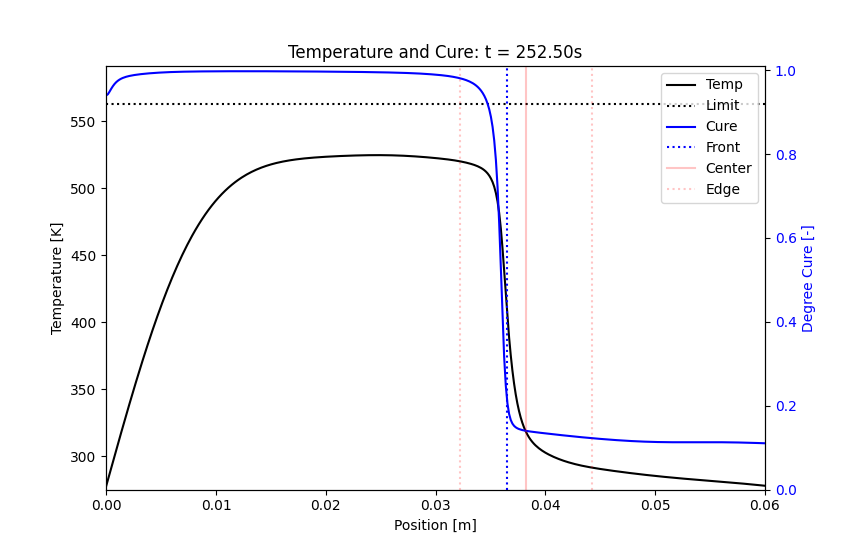 Temperature and Cure: t = 252.50s
Temperature [K]
550
500
450
400
350
300
0.00
0.01
0.02
0.03
0.04
0.05
0.06
Position [m]
1.0
0.8
0.6
0.4
0.2
0.0
Degree Cure [-]
Temp
Limit
Cure
Front
Center
Edge